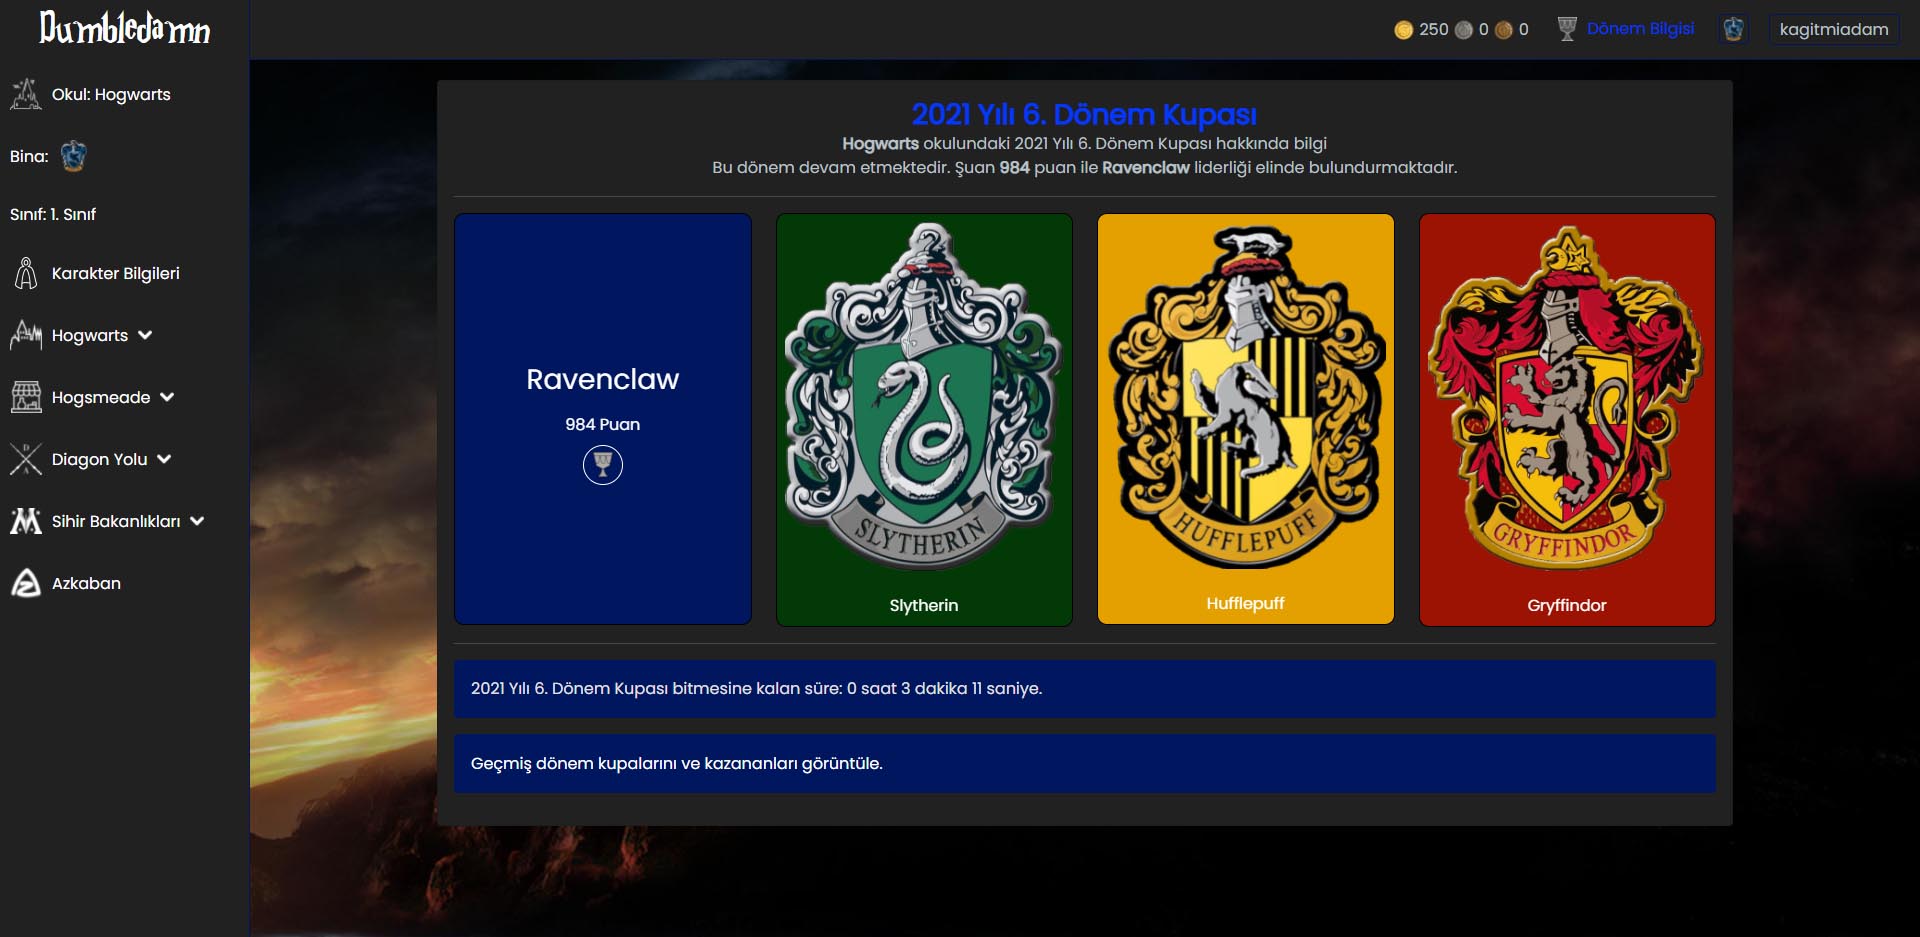 Dumbledamn
250 0 0
Dönem Bilgisi
kagitmiadam
Okul: Hogwarts
Bina:
Sınıf: 1. Sınıf
Karakter Bilgileri
Hogwarts
Hogsmeade
D
A
Diagon Yolu
Sihir Bakanlıkları
Azkaban
2021 Yılı 6. Dönem Kupası
Hogwarts okulundaki 2021 Yılı 6. Dönem Kupası hakkında bilgi
Bu dönem devam etmektedir. Şuan 984 puan ile Ravenclaw liderliği elinde bulundurmaktadır.
Ravenclaw
984 Puan
SLYTHERIN
Slytherin
HUFFLEPUFF
Hufflepuff
GRYFFINDOR
Gryffindor
2021 Yılı 6. Dönem Kupası bitmesine kalan süre: 0 saat 3 dakika 11 saniye.
Geçmiş dönem kupalarını ve kazananları görüntüle.